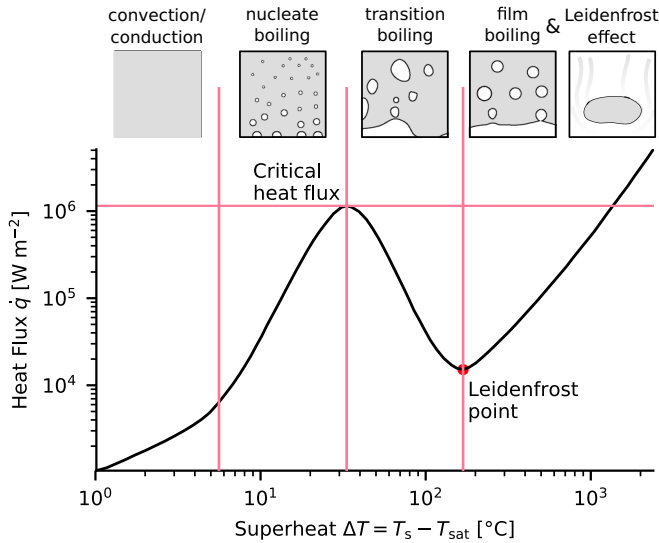 convection/
conduction
nucleate
boiling
transition
boiling
film
boiling
&
Leidenfrost
effect
Critical
heat flux
Leidenfrost
point
Heat Flux q̇ [W m⁻²]
10⁶
10⁵
10⁴
10⁰
10¹
10²
10³
Superheat ΔT = Tₛ − Tsat [°C]